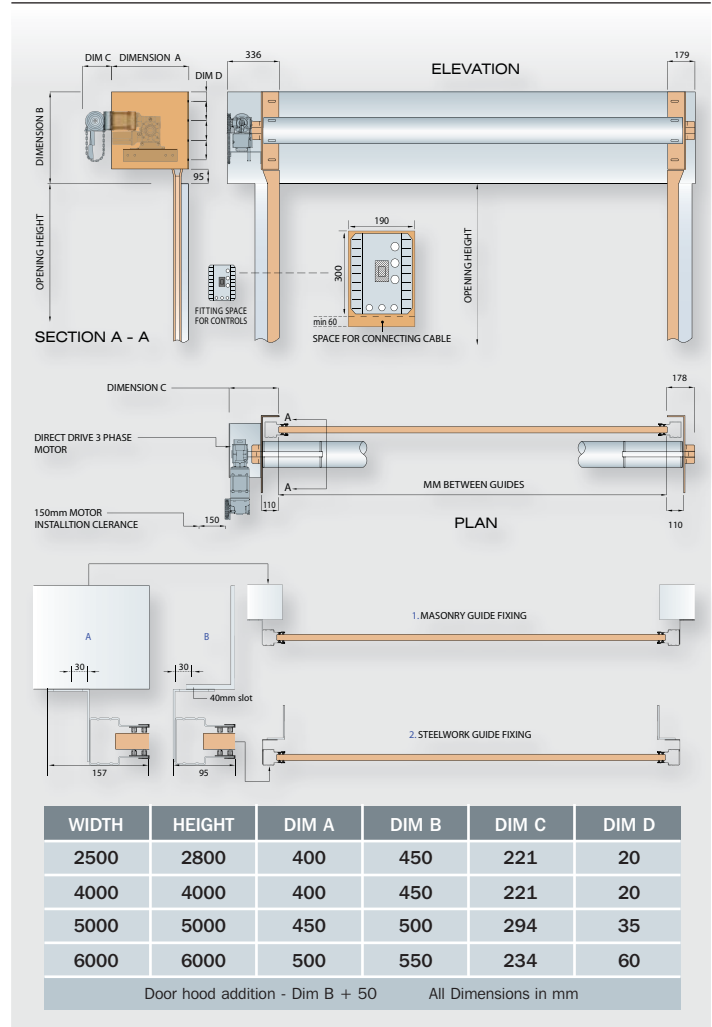 DIM C
DIMENSION A
336
ELEVATION
179
DIM D
DIMENSION B
95
OPENING HEIGHT
190
300
OPENING HEIGHT
FITTING SPACE
FOR CONTROLS
min 60
SPACE FOR CONNECTING CABLE
SECTION A - A
DIMENSION C
178
A
DIRECT DRIVE 3 PHASE
MOTOR
A
MM BETWEEN GUIDES
110
150mm MOTOR
INSTALLTION CLERANCE
150
PLAN
110
1. MASONRY GUIDE FIXING
A
B
30
30
40mm slot
2. STEELWORK GUIDE FIXING
157
95
WIDTH HEIGHT DIM A DIM B DIM C DIM D
2500 2800 400 450 221 20
4000 4000 400 450 221 20
5000 5000 450 500 294 35
6000 6000 500 550 234 60
Door hood addition - Dim B + 50 All Dimensions in mm